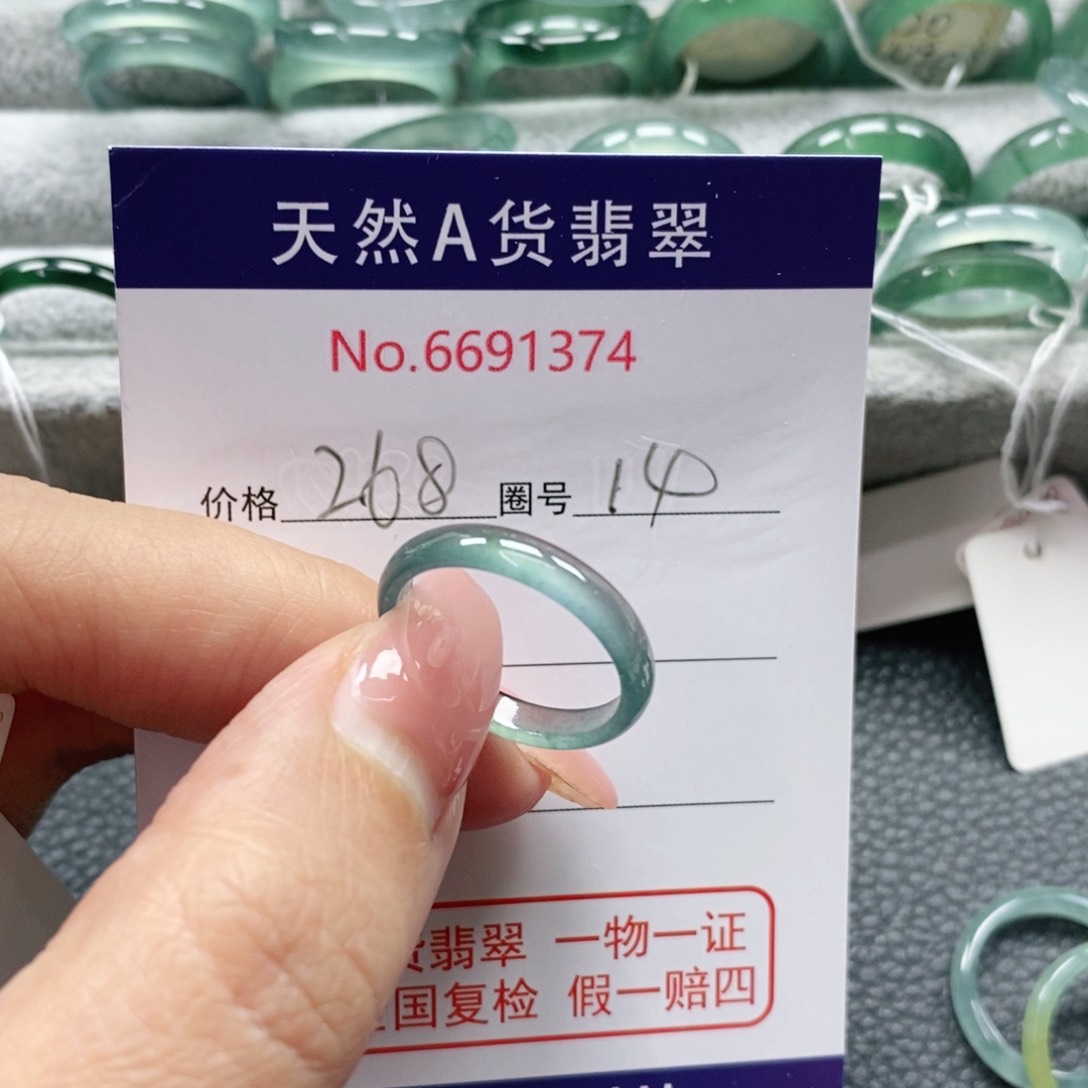 天然A货翡翠
No.6691374
价格 268 圈号 14
货翡翠 一物一证
国复检 假一赔四
20